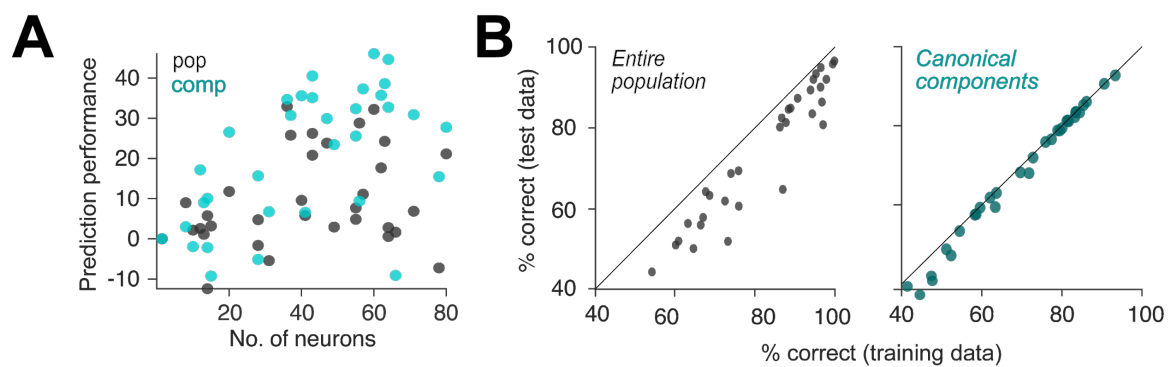 A
Prediction performance
40
30
20
10
0
-10
pop
comp
20
40
60
80
No. of neurons
B
% correct (test data)
100
80
60
40
Entire
population
40
60
80
100
Canonical
components
40
60
80
100
% correct (training data)